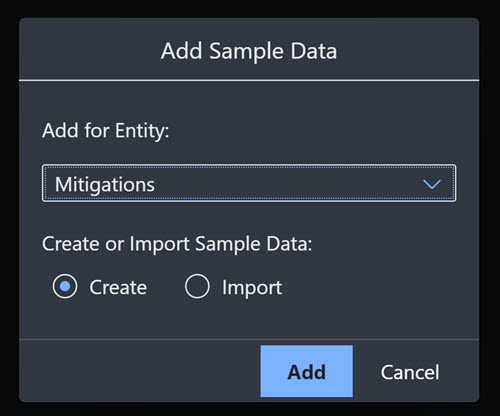 Add Sample Data
Add for Entity:
Mitigations
Create or Import Sample Data:
Create Import
Add Cancel